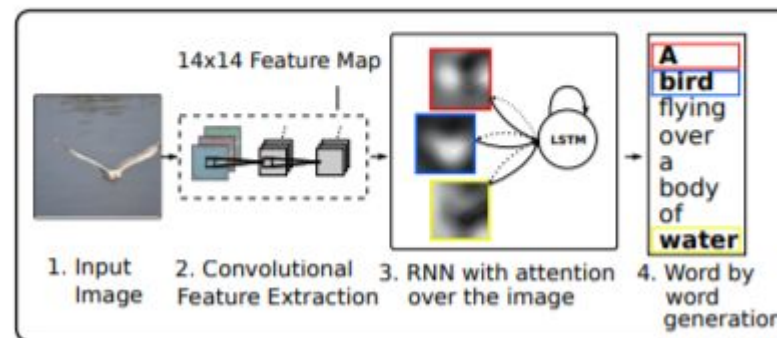 14x14 Feature Map
LSTM
A
bird
flying
over
a
body
of
water
1. Input
Image
2. Convolutional
Feature Extraction
3. RNN with attention
over the image
4. Word by
word
generation